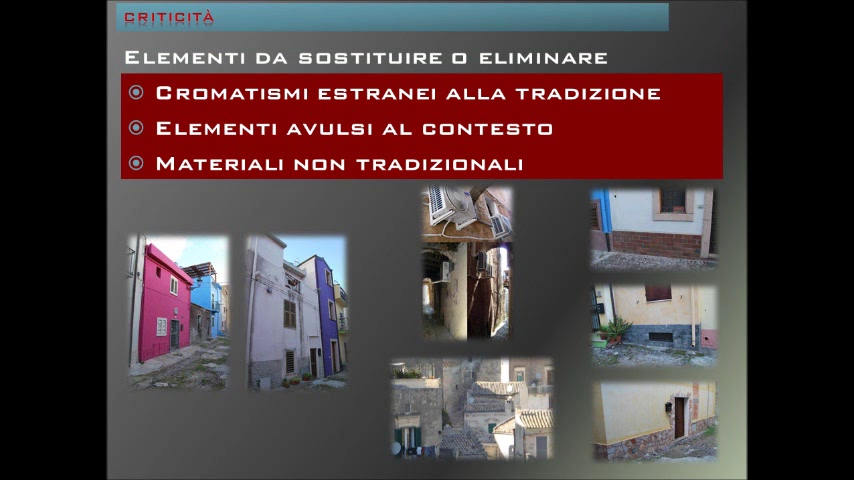 CRITICITÀ
ELEMENTI DA SOSTITUIRE O ELIMINARE
CROMATISMI ESTRANEI ALLA TRADIZIONE
ELEMENTI AVULSI AL CONTESTO
MATERIALI NON TRADIZIONALI